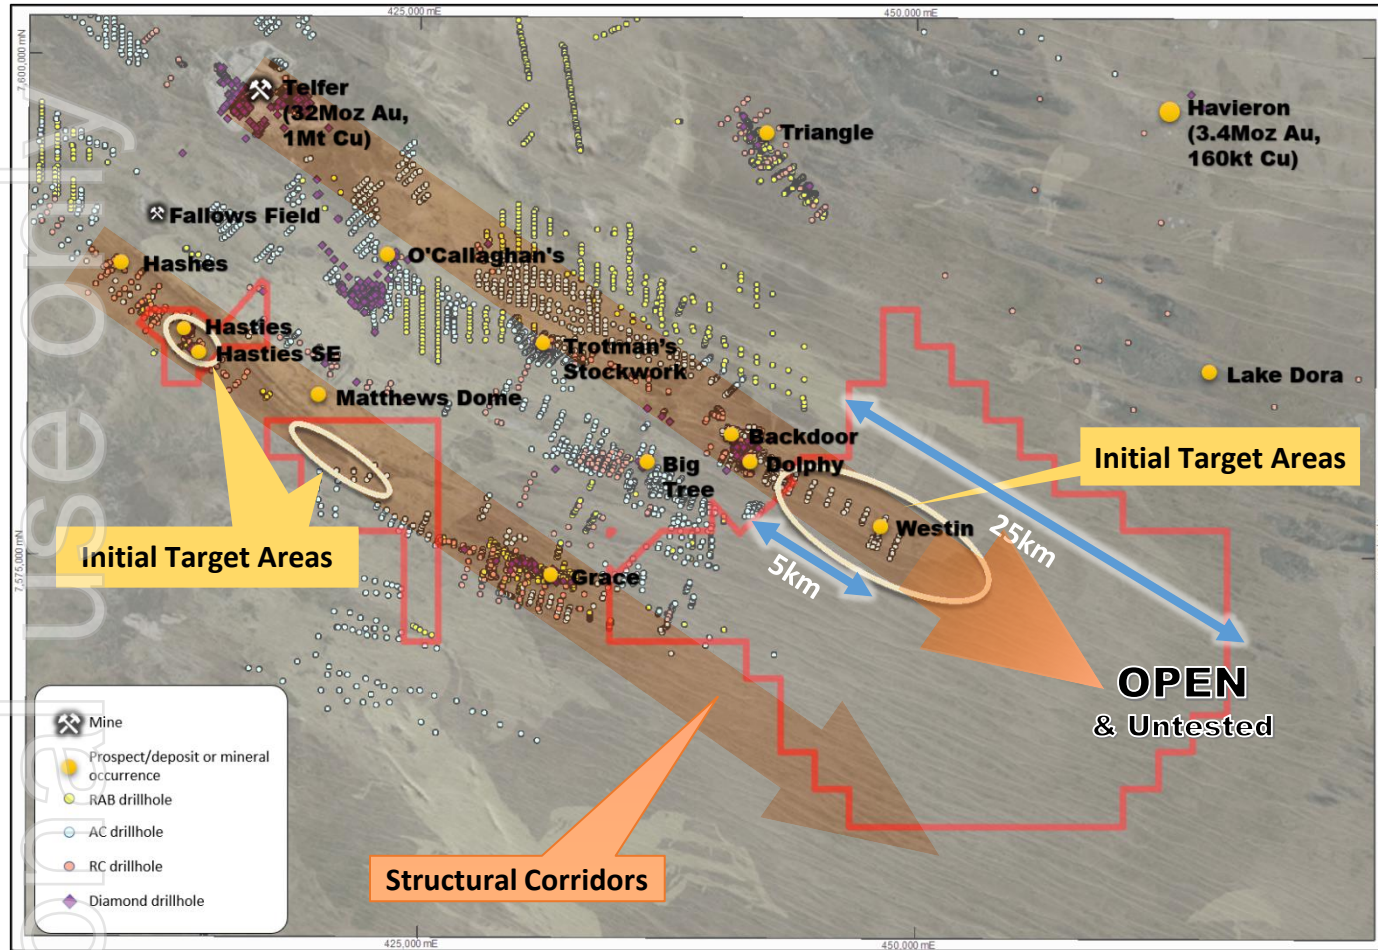 425,000 mE
450,000 mE
7,600,000 mN
Telfer
(32Moz Au,
1Mt Cu)
Triangle
Havieron
(3.4Moz Au,
160kt Cu)
Fallows Field
O'Callaghan's
Hashes
Hasties
Hasties SE
Trotman's
Stockwork
Matthews Dome
Lake Dora
Backdoor
Dolphy
Big
Tree
Initial Target Areas
Westin
25km
5km
Initial Target Areas
7,575,000 mN
Grace
OPEN
& Untested
Structural Corridors
Mine
Prospect/deposit or mineral
occurrence
RAB drillhole
AC drillhole
RC drillhole
Diamond drillhole
425,000 mE
450,000 mE
onal use only